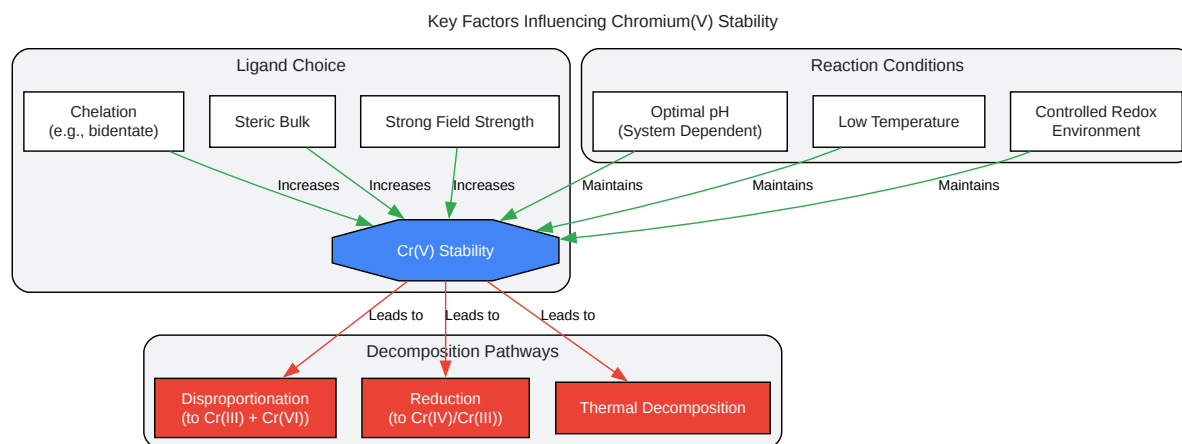 Key Factors Influencing Chromium(V) Stability
Ligand Choice
Reaction Conditions
Chelation
(e.g., bidentate)
Steric Bulk
Strong Field Strength
Optimal pH
(System Dependent)
Low Temperature
Controlled Redox
Environment
Increases
Increases
Increases
Maintains
Maintains
Maintains
Cr(V) Stability
Leads to
Leads to
Leads to
Decomposition Pathways
Disproportionation
(to Cr(III) + Cr(VI))
Reduction
(to Cr(IV)/Cr(III))
Thermal Decomposition